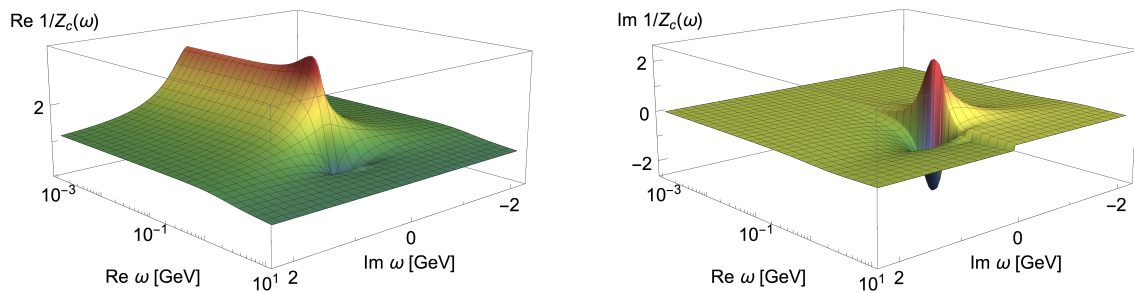 Re 1/Z_c(ω)
2
10^-3
10^-1
10^1
Re ω [GeV]
2
0
−2
Im ω [GeV]
Im 1/Z_c(ω)
2
0
−2
10^-3
10^-1
10^1
Re ω [GeV]
2
0
−2
Im ω [GeV]